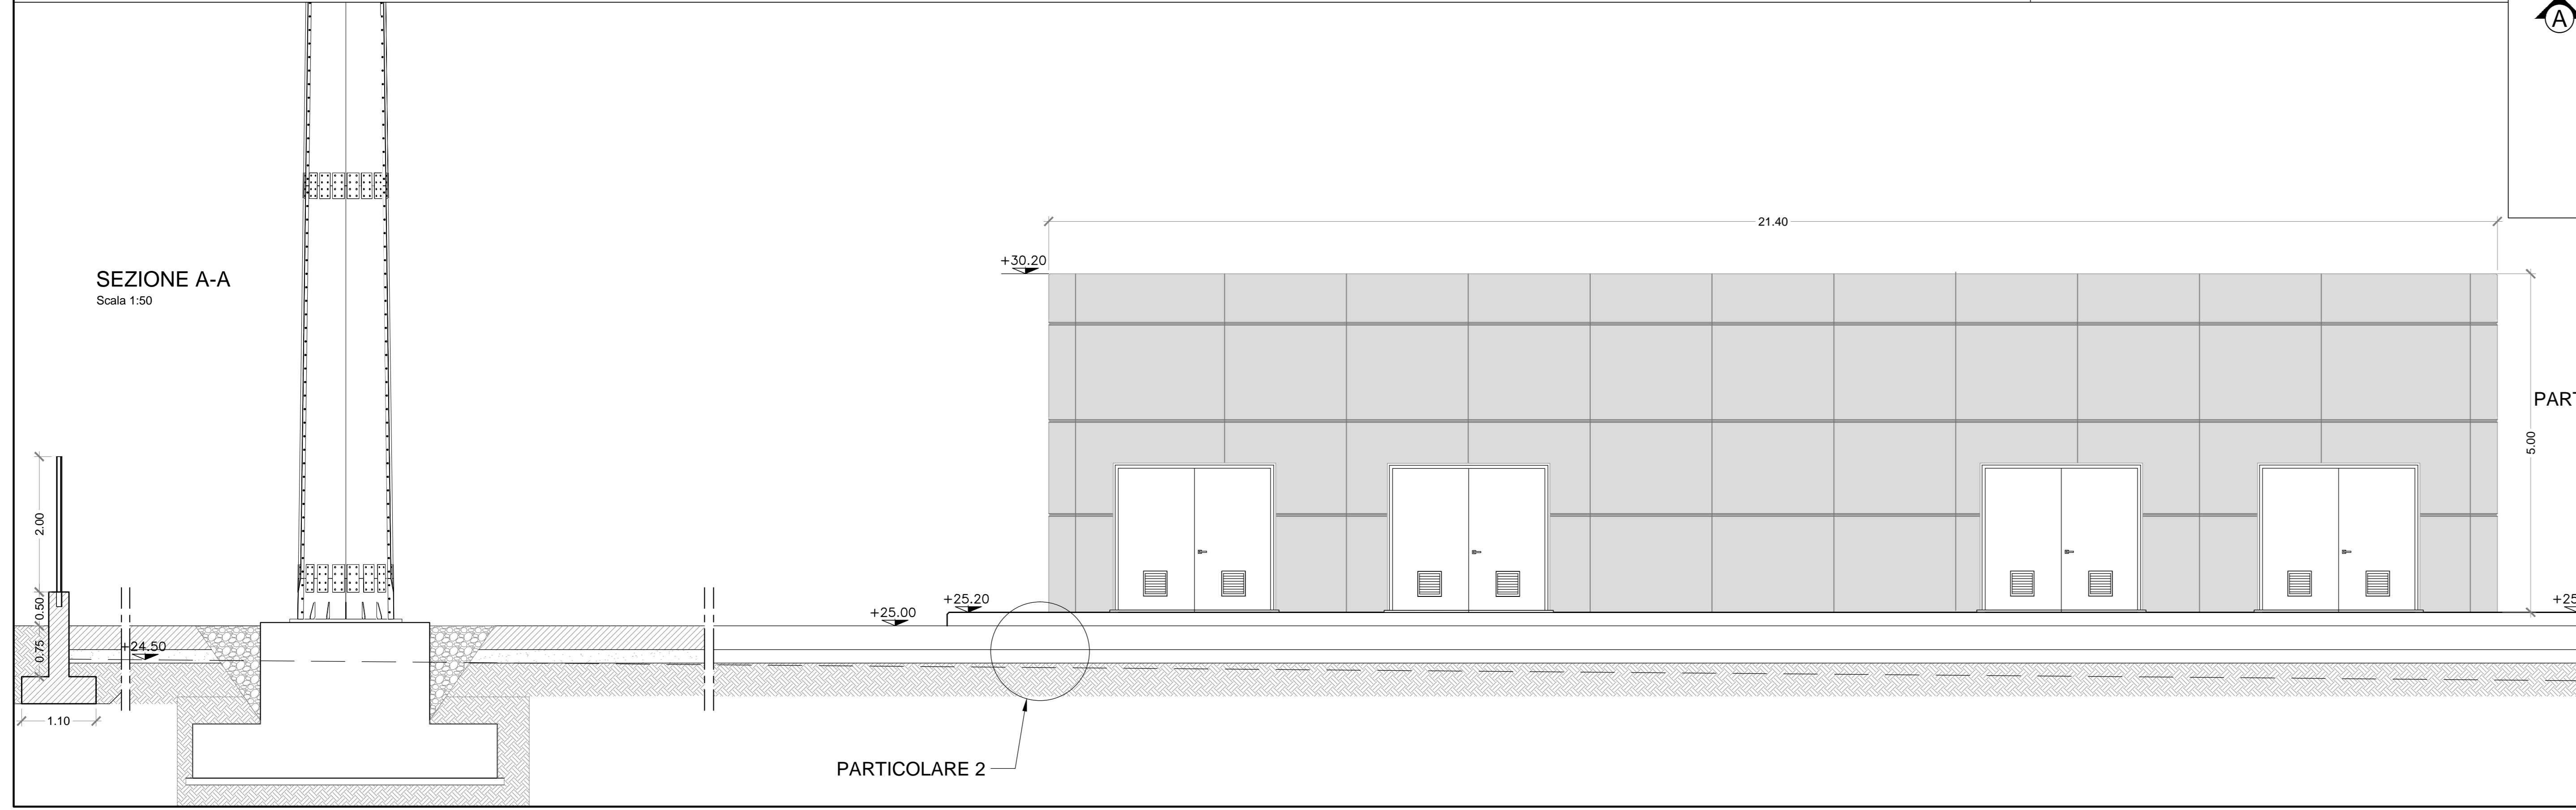 A
21.40
+30.20
SEZIONE A-A
Scala 1:50
PART
5.00
2.00
0.50
+25.20
+25
+25.00
0.75
+24.50
1.10
PARTICOLARE 2